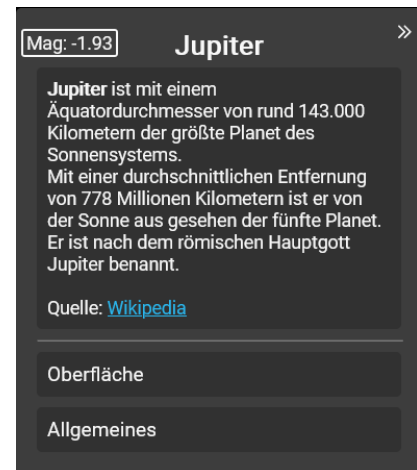 Mag: -1.93
Jupiter
»
Jupiter ist mit einem
Äquatordurchmesser von rund 143.000
Kilometern der größte Planet des
Sonnensystems.
Mit einer durchschnittlichen Entfernung
von 778 Millionen Kilometern ist er von
der Sonne aus gesehen der fünfte Planet.
Er ist nach dem römischen Hauptgott
Jupiter benannt.
Quelle: Wikipedia
Oberfläche
Allgemeines